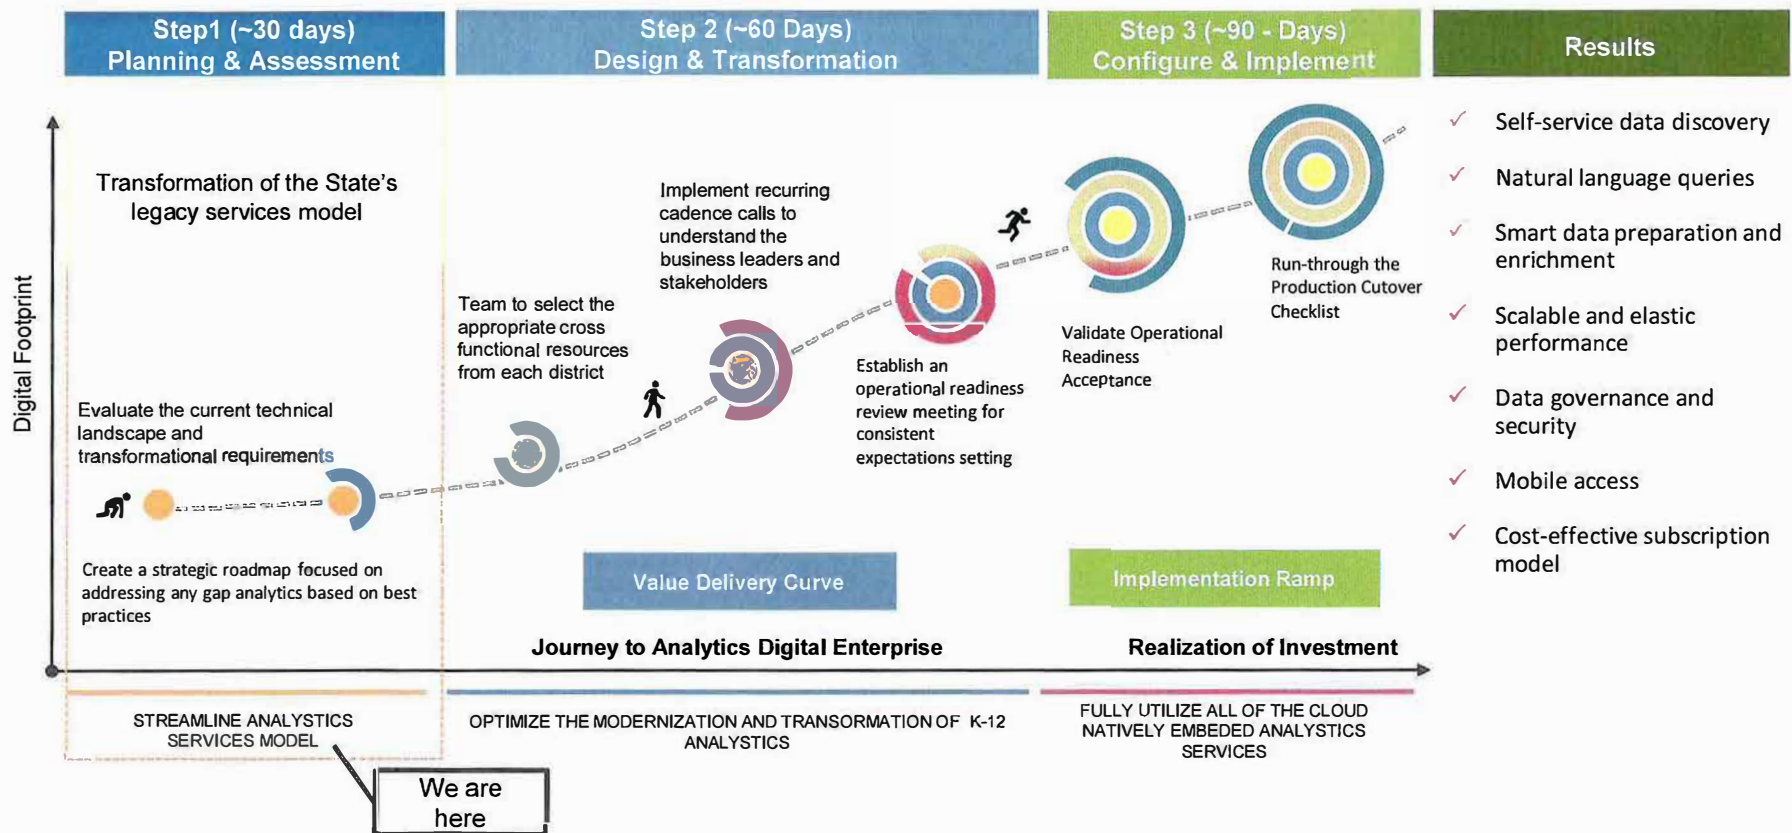 Step1 (~30 days)
Planning & Assessment
Step 2 (~60 Days)
Design & Transformation
Step 3 (~90 - Days)
Configure & Implement
Results
Digital Footprint
Transformation of the State's
legacy services model
Evaluate the current technical
landscape and
transformational requirements
Create a strategic roadmap focused on
addressing any gap analytics based on best
practices
Team to select the
appropriate cross
functional resources
from each district
Implement recurring
cadence calls to
understand the
business leaders and
stakeholders
Establish an
operational readiness
review meeting for
consistent
expectations setting
Validate Operational
Readiness
Acceptance
Run-through the
Production Cutover
Checklist
✓ Self-service data discovery
✓ Natural language queries
✓ Smart data preparation and
enrichment
✓ Scalable and elastic
performance
✓ Data governance and
security
✓ Mobile access
✓ Cost-effective subscription
model
Value Delivery Curve
Implementation Ramp
Journey to Analytics Digital Enterprise
Realization of Investment
STREAMLINE ANALYSTICS
SERVICES MODEL
OPTIMIZE THE MODERNIZATION AND TRANSORMATION OF K-12
ANALYSTICS
FULLY UTILIZE ALL OF THE CLOUD
NATIVELY EMBEDED ANALYSTICS
SERVICES
We are
here